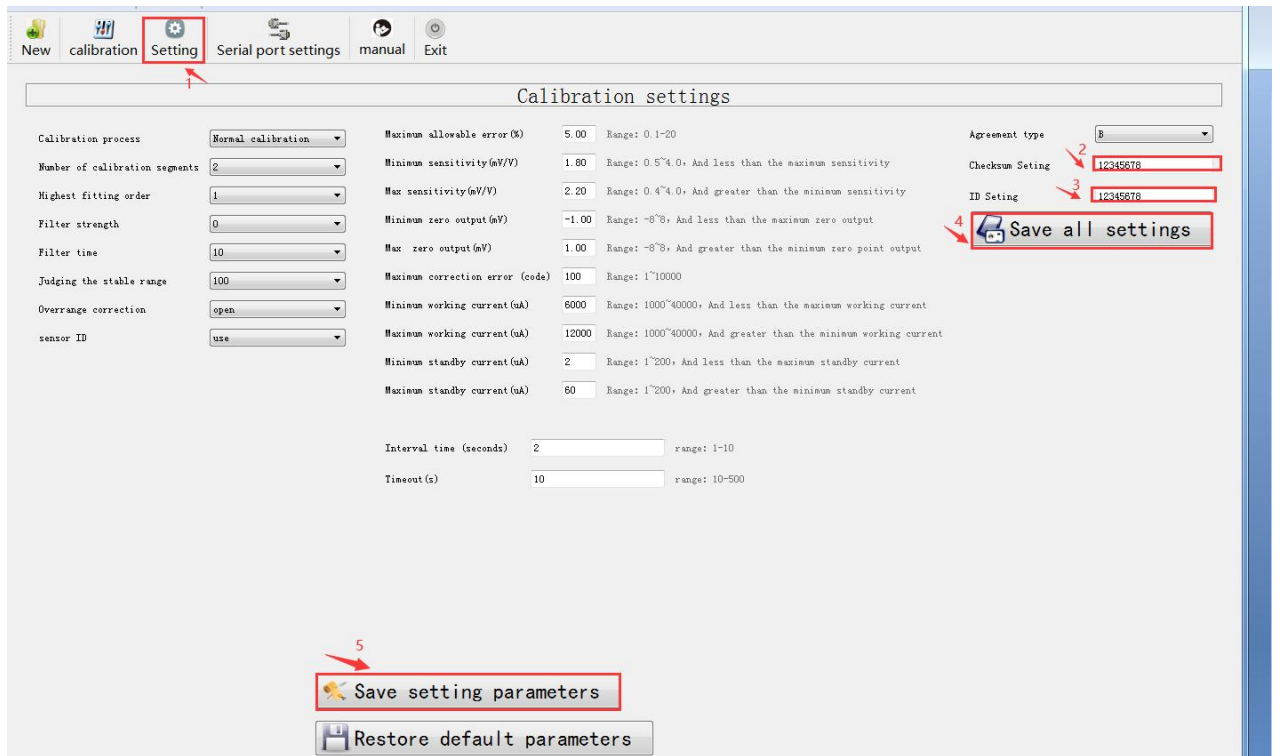 New calibration Setting Serial port settings manual Exit
1
Calibration settings
Calibration process Normal calibration
Number of calibration segments 2
Highest fitting order 1
Filter strength 0
Filter time 10
Judging the stable range 100
Overrange correction open
sensor ID use
Maximum allowable error(%) 5.00 Range: 0.1-20
Minimum sensitivity(mV/V) 1.80 Range: 0.5~4.0, And less than the maximum sensitivity
Max sensitivity(mV/V) 2.20 Range: 0.4~4.0, And greater than the minimum sensitivity
Minimum zero output(mV) -1.00 Range: -8~8, And less than the maximum zero output
Max zero output(mV) 1.00 Range: -8~8, And greater than the minimum zero point output
Maximum correction error (code) 100 Range: 1~10000
Minimum working current(uA) 6000 Range: 1000~40000, And less than the maximum working current
Maximum working current(uA) 12000 Range: 1000~40000, And greater than the minimum working current
Minimum standby current(uA) 2 Range: 1~200, And less than the maximum standby current
Maximum standby current(uA) 60 Range: 1~200, And greater than the minimum standby current
Interval time (seconds) 2 range: 1-10
Timeout(s) 10 range: 10-500
Agreement type B
2
Checksum Seting 12345678
3
ID Seting 12345678
4
Save all settings
5
Save setting parameters
Restore default parameters